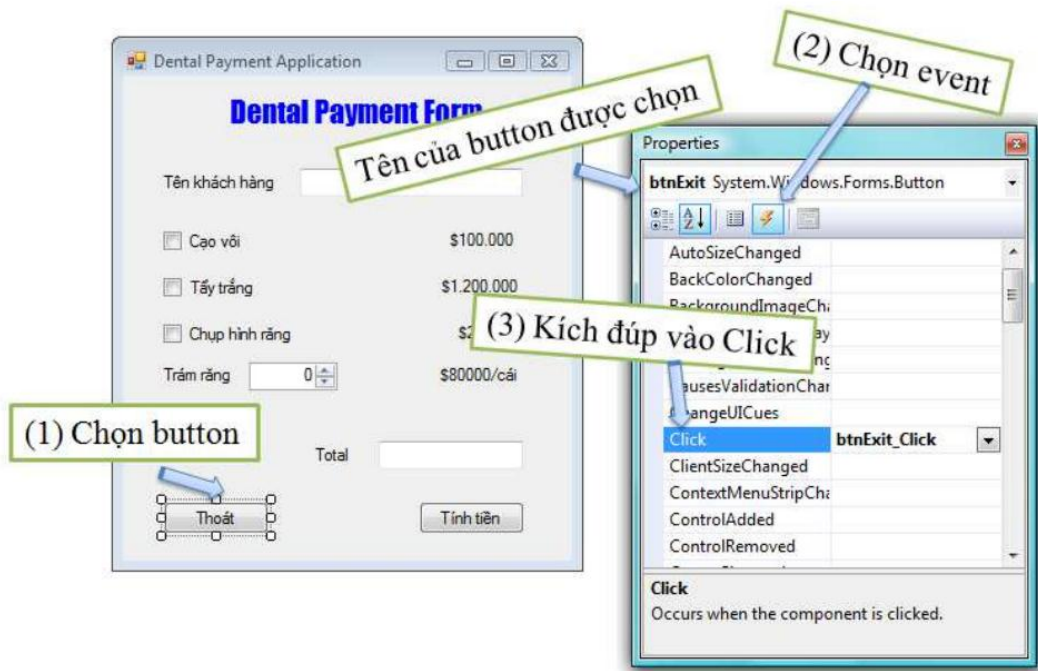 (2) Chọn event
Dental Payment Application
Dental Payment Form
Tên của button được chọn
Properties
btnExit System.Windows.Forms.Button
Tên khách hàng
Cạo vôi $100.000
AutoSizeChanged
BackColorChanged
Tẩy trắng $1.200.000
BackgroundImageCha
(3) Kích đúp vào Click
Chụp hình răng
Trám răng 0 $80000/cái
ChangeUICues
(1) Chọn button
Click btnExit_Click
Total
ClientSizeChanged
ContextMenuStripCha
Thoát Tính tiền
ControlAdded
ControlRemoved
Click
Occurs when the component is clicked.